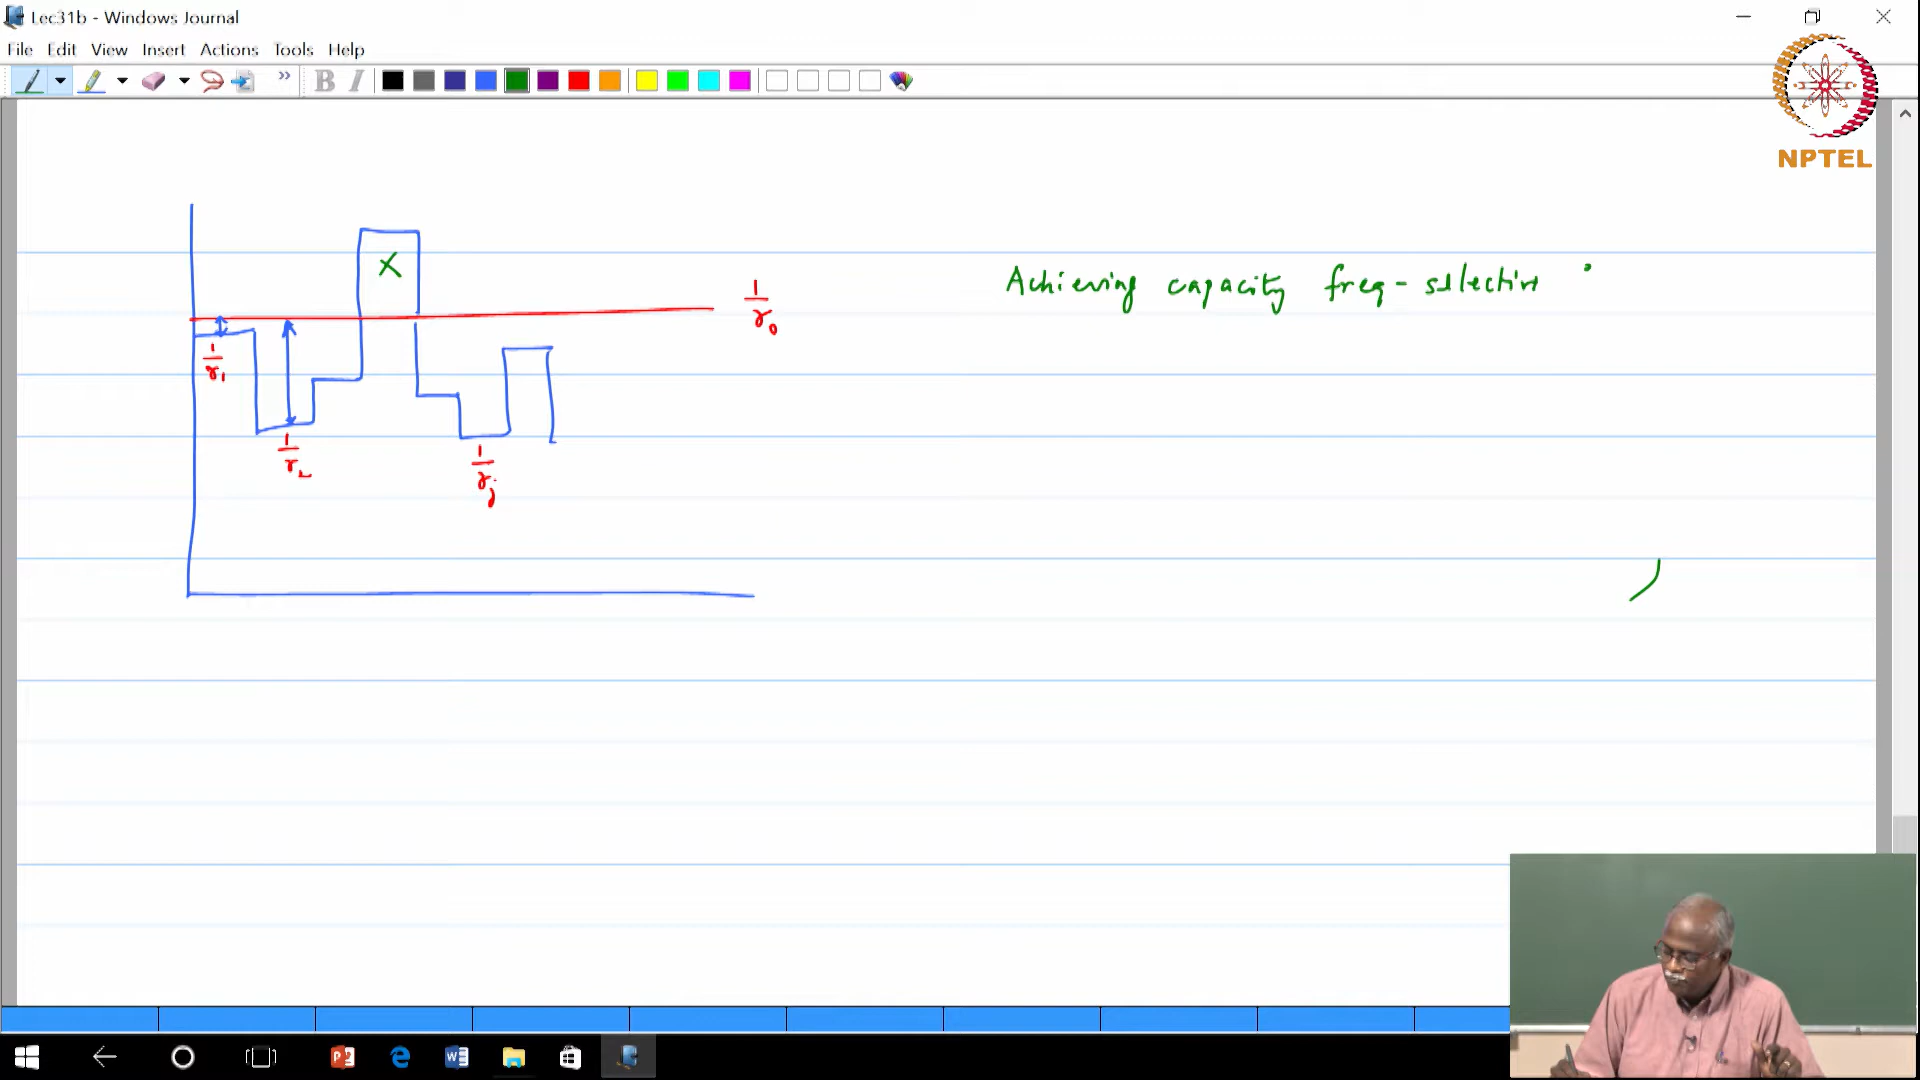 Lec31b - Windows Journal
File Edit View Insert Actions Tools Help
B I
NPTEL
X
1/γ₀
Achieving capacity freq-selective
1/γ₁
1/γ₂
1/γⱼ